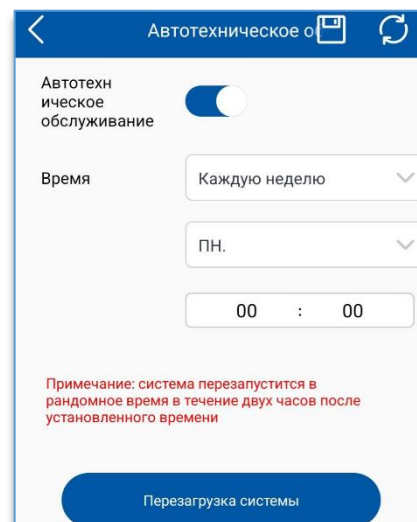 Автотехническое о
Автотехн
ическое
обслуживание
Время
Каждую неделю
ПН.
00 : 00
Примечание: система перезапустится в
рандомное время в течение двух часов после
установленного времени
Перезагрузка системы